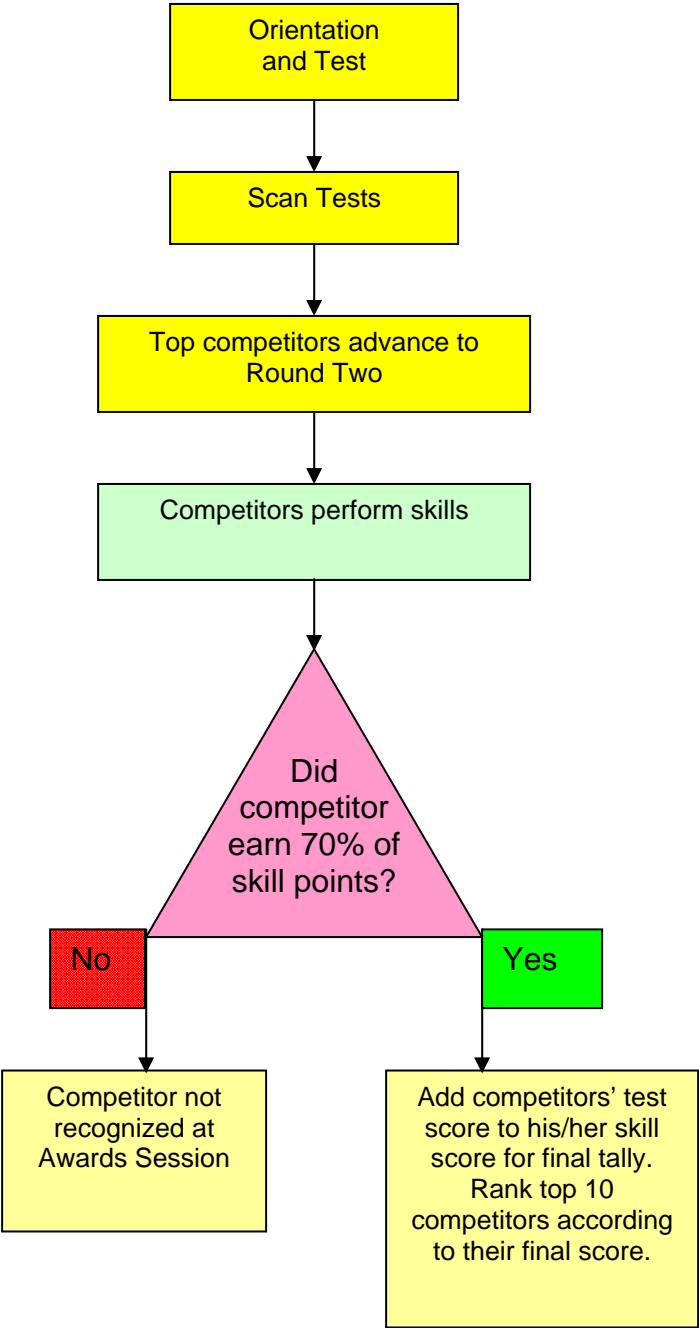 Orientation
and Test
Scan Tests
Top competitors advance to
Round Two
Competitors perform skills
Did
competitor
earn 70% of
skill points?
No
Yes
Competitor not
recognized at
Awards Session
Add competitors’ test
score to his/her skill
score for final tally.
Rank top 10
competitors according
to their final score.